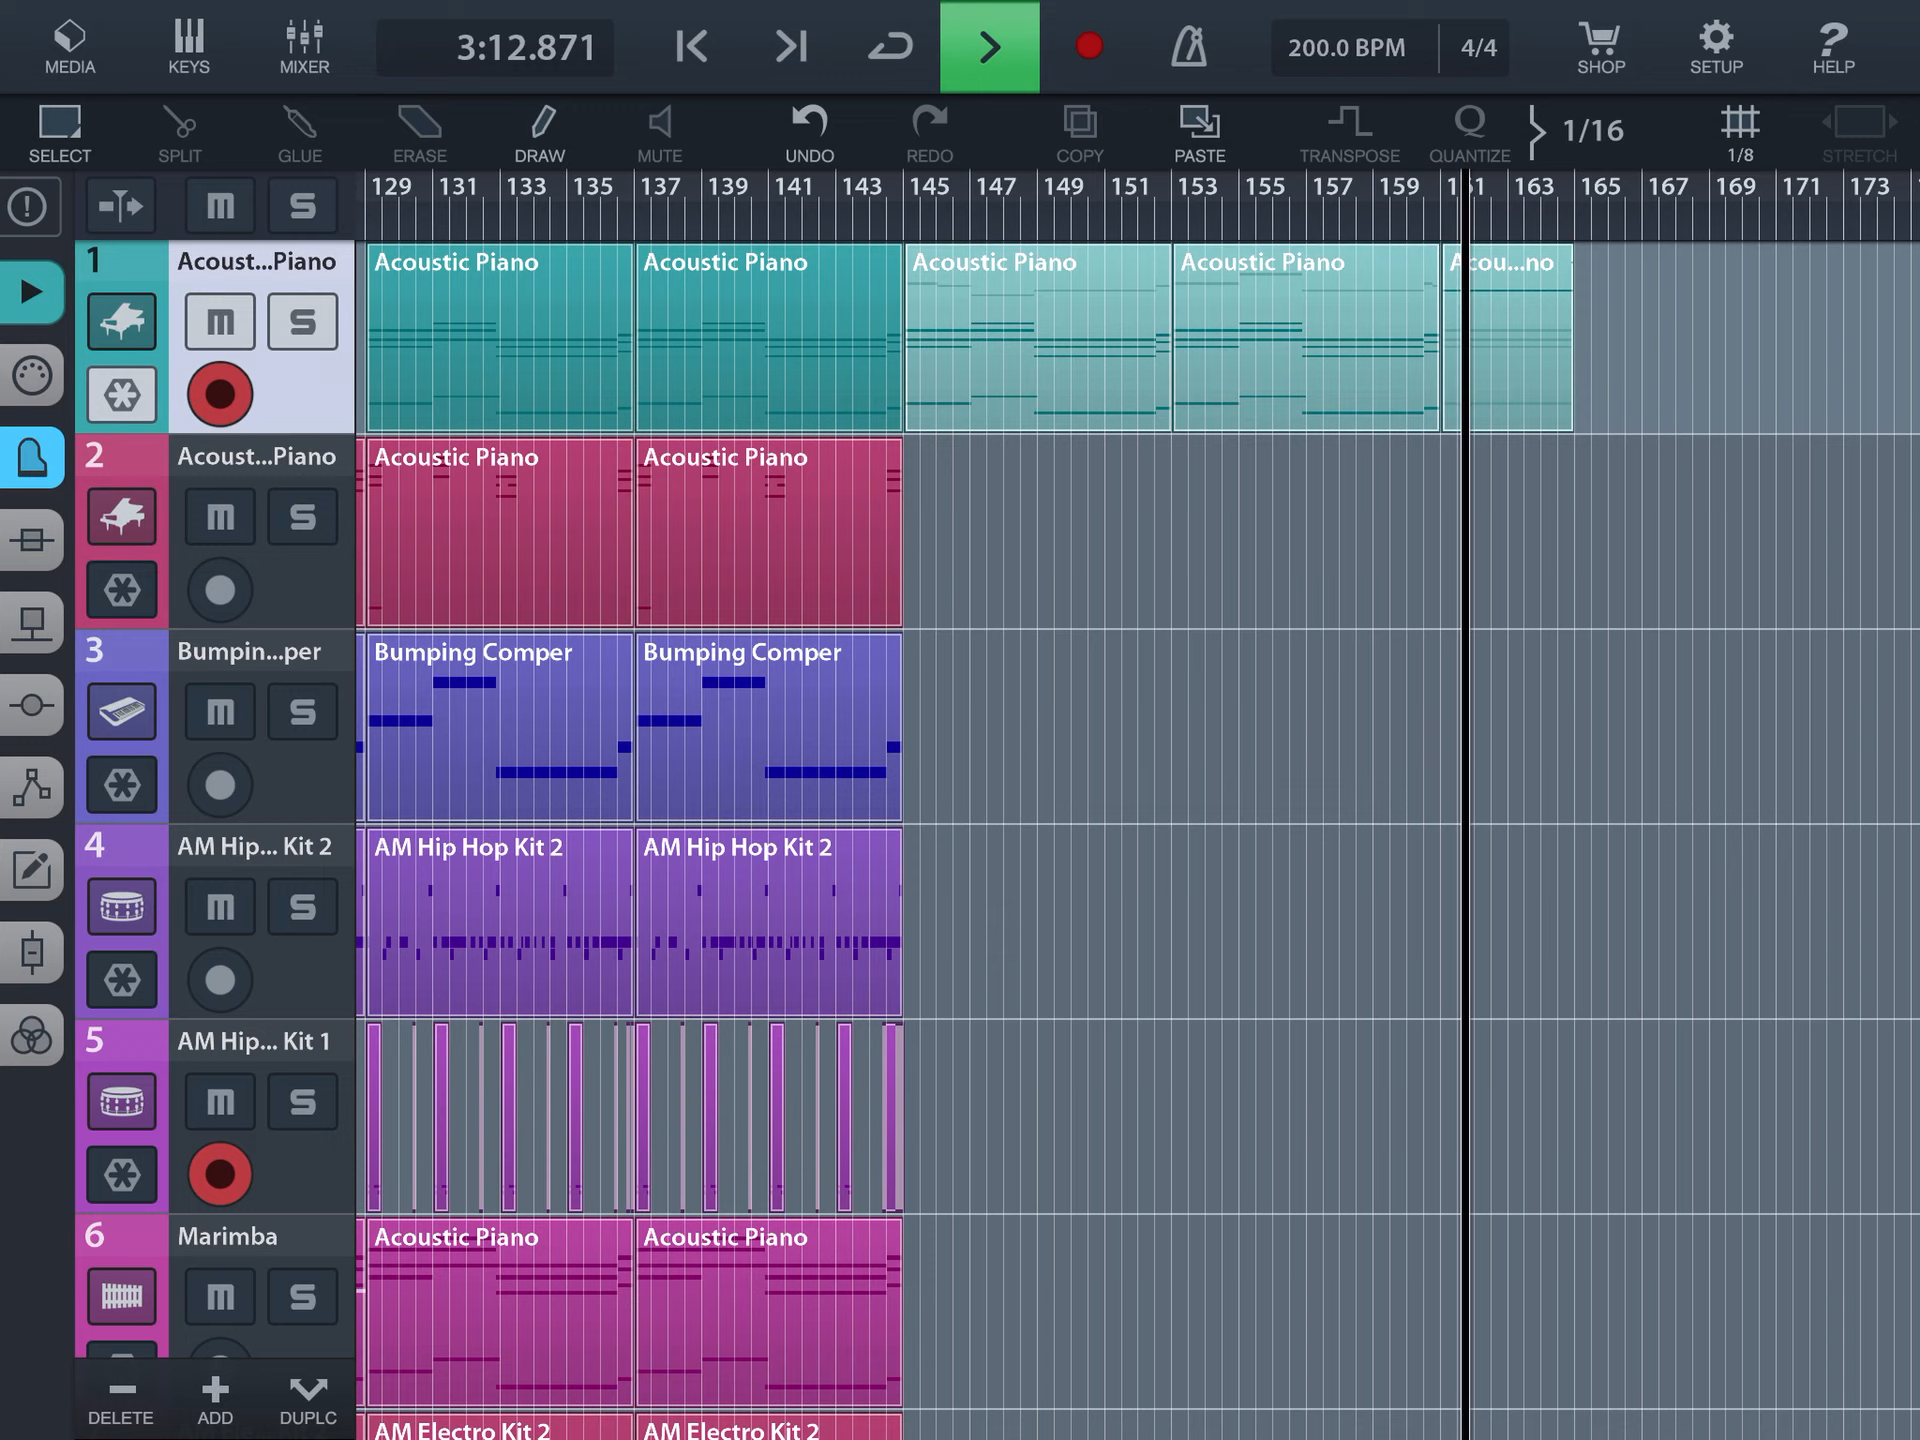 MEDIA KEYS MIXER 3:12.871 200.0 BPM 4/4 SHOP SETUP ? HELP
SELECT SPLIT GLUE ERASE DRAW MUTE UNDO REDO COPY PASTE TRANSPOSE Q QUANTIZE 1/16 1/8 STRETCH
m S 129 131 133 135 137 139 141 143 145 147 149 151 153 155 157 159 161 163 165 167 169 171 173
1 Acoust...Piano Acoustic Piano Acoustic Piano Acoustic Piano Acoustic Piano Acou...no
m S
2 Acoust...Piano Acoustic Piano Acoustic Piano
m S
3 Bumpin...per Bumping Comper Bumping Comper
m S
4 AM Hip... Kit 2 AM Hip Hop Kit 2 AM Hip Hop Kit 2
m S
5 AM Hip... Kit 1
m S
6 Marimba Acoustic Piano Acoustic Piano
m S
DELETE ADD DUPLC
AM Electro Kit 2 AM Electro Kit 2